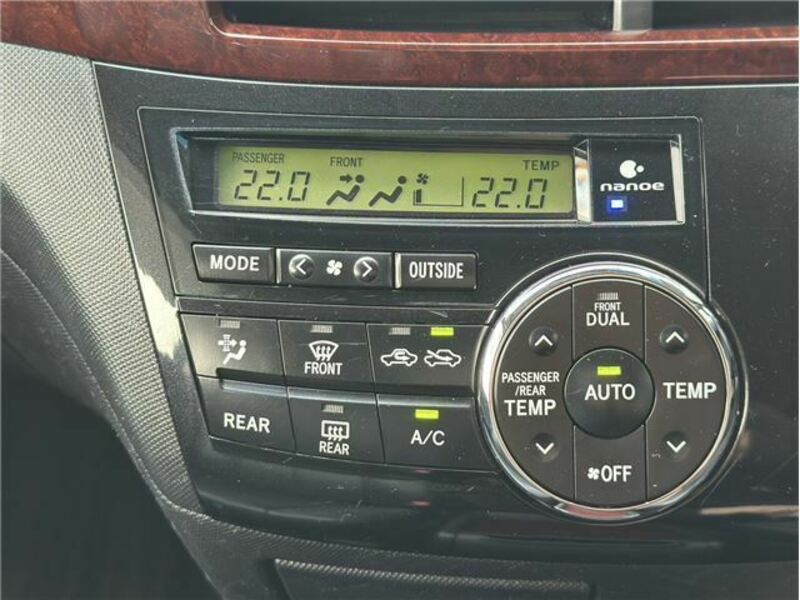 PASSENGER FRONT TEMP
22.0 22.0
nanoe
MODE
OUTSIDE
FRONT
DUAL
FRONT
PASSENGER
/REAR
TEMP
AUTO
TEMP
REAR
REAR
A/C
OFF